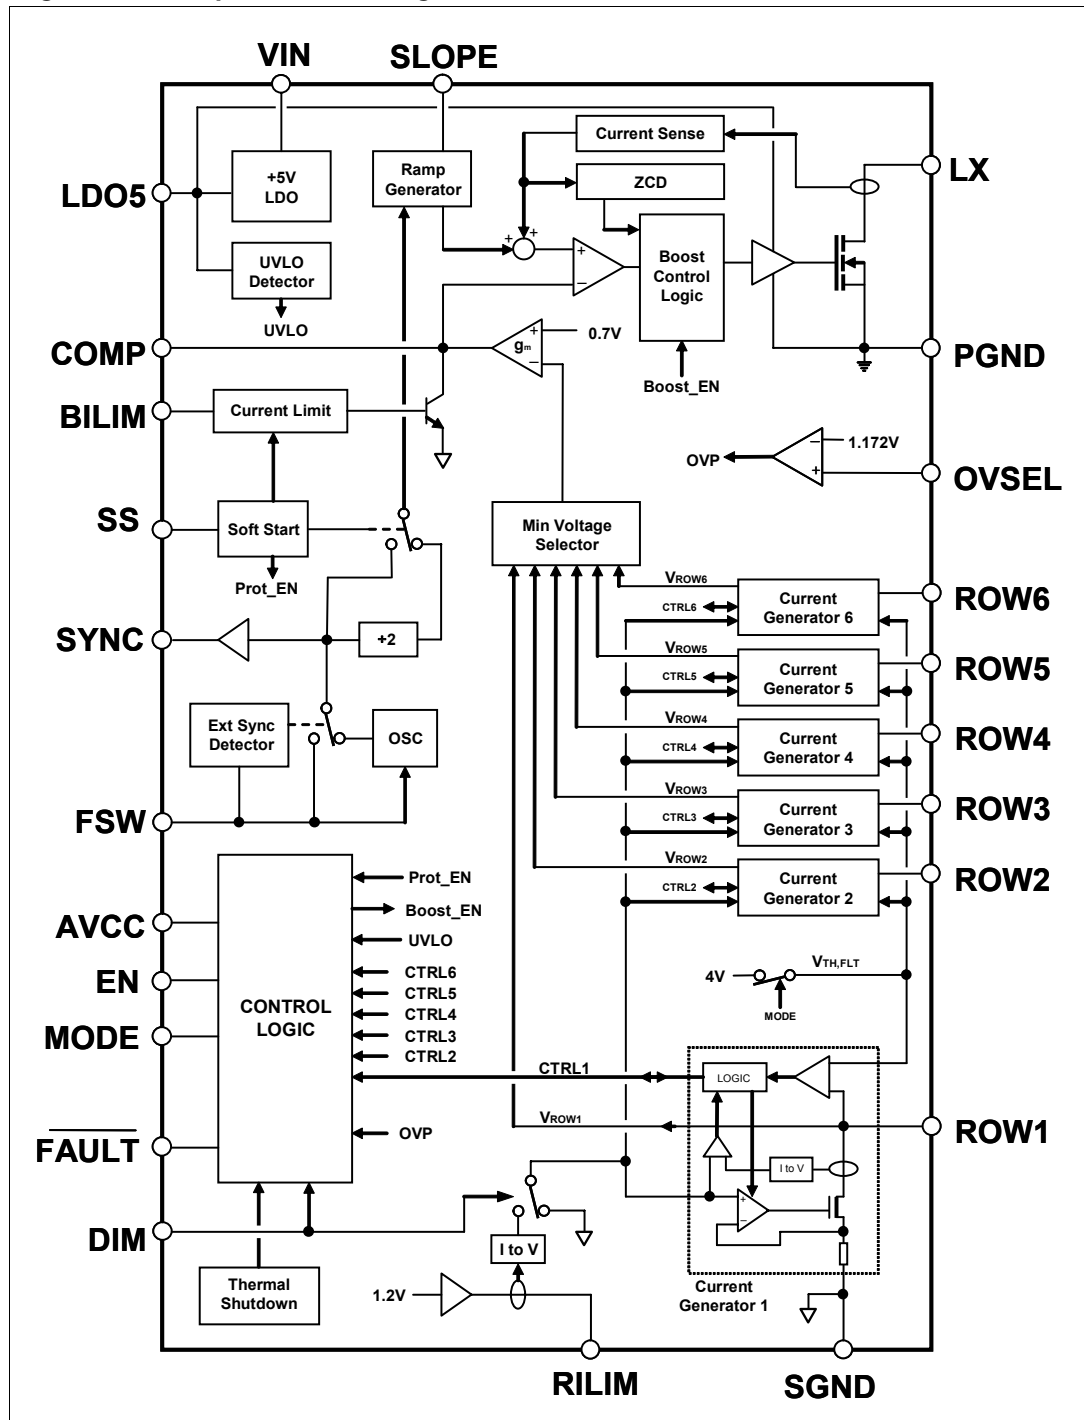 VIN
SLOPE
LDO5
+5V
LDO
Ramp
Generator
Current Sense
ZCD
LX
UVLO
Detector
UVLO
+
+
+
−
Boost
Control
Logic
Boost_EN
COMP
gm
+
−
0.7V
PGND
BILIM
Current Limit
OVP
−
+
1.172V
OVSEL
SS
Soft Start
Prot_EN
Min Voltage
Selector
SYNC
+2
VROW6
CTRL6
Current
Generator 6
ROW6
VROW5
CTRL5
Current
Generator 5
ROW5
Ext Sync
Detector
OSC
VROW4
CTRL4
Current
Generator 4
ROW4
FSW
VROW3
CTRL3
Current
Generator 3
ROW3
VROW2
CTRL2
Current
Generator 2
ROW2
AVCC
EN
MODE
FAULT
CONTROL
LOGIC
Prot_EN
Boost_EN
UVLO
CTRL6
CTRL5
CTRL4
CTRL3
CTRL2
CTRL1
OVP
4V
VTH,FLT
MODE
LOGIC
VROW1
ROW1
I to V
+
−
DIM
I to V
Thermal
Shutdown
1.2V
Current
Generator 1
RILIM
SGND